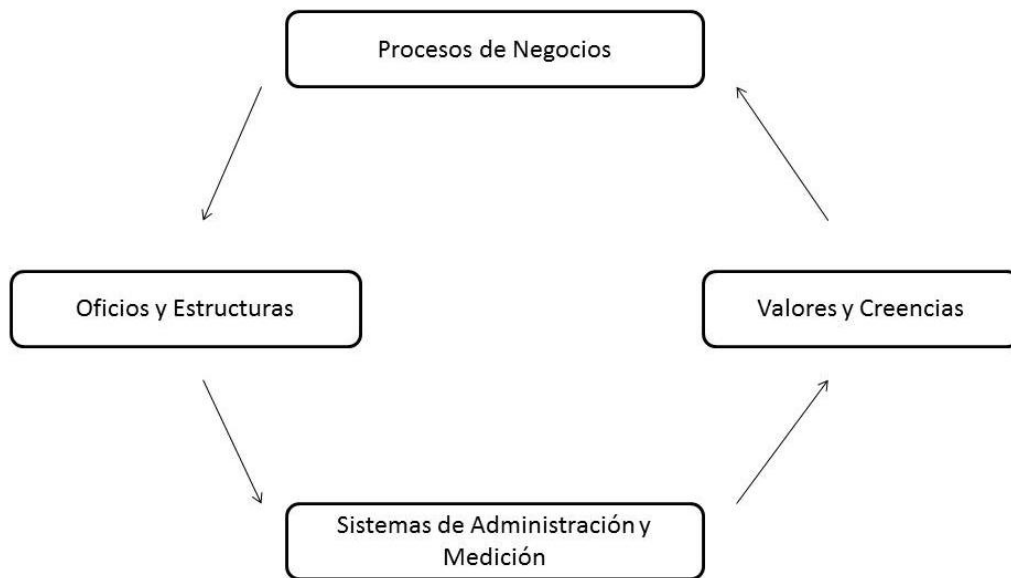 Procesos de Negocios
Oficios y Estructuras
Valores y Creencias
Sistemas de Administración y
Medición